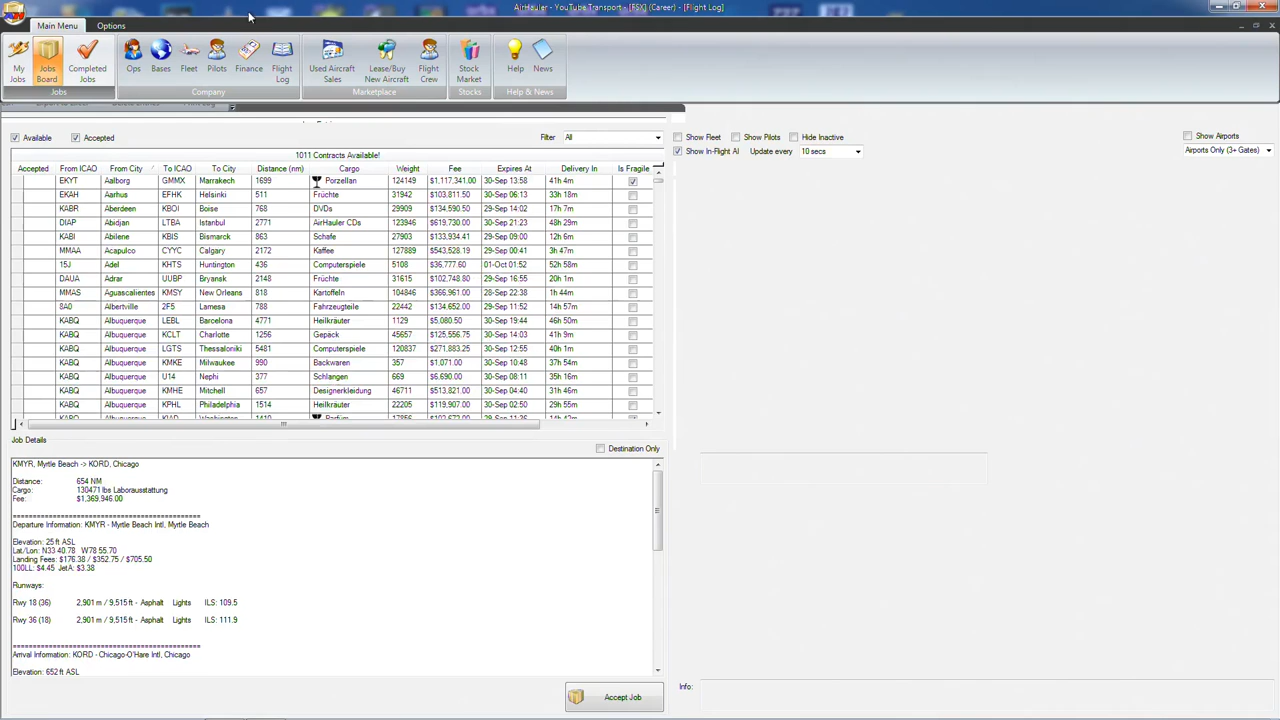 AirHauler - YouTube Transport - [FSX] (Career) - [Flight Log]
Main Menu Options
My Jobs
Jobs Board
Completed Jobs
Ops
Bases
Fleet
Pilots
Finance
Flight Log
Used Aircraft Sales
Lease/Buy New Aircraft
Flight Crew
Stock Market
Help
News
Jobs Company Marketplace Stocks Help & News
Available Accepted Filter All
Show Fleet Show Pilots Hide Inactive Show Airports
Show In-Flight AI Update every 10 secs Airports Only (3+ Gates)
1011 Contracts Available!
Accepted From ICAO From City To ICAO To City Distance (nm) Cargo Weight Fee Expires At Delivery In Is Fragile
EKYT Aalborg GMMX Marrakech 1699 Porzellan 124149 $1,117,341.00 30-Sep 13:58 41h 4m
EKAH Aarhus EFHK Helsinki 511 Früchte 31942 $103,811.50 30-Sep 06:13 33h 18m
KABR Aberdeen KBOI Boise 768 DVDs 29909 $134,590.50 29-Sep 14:02 17h 7m
DIAP Abidjan LTBA Istanbul 2771 AirHauler CDs 123946 $619,730.00 30-Sep 21:23 48h 29m
KABI Abilene KBIS Bismarck 863 Schafe 27903 $133,934.41 29-Sep 09:00 12h 6m
MMAA Acapulco CYYC Calgary 2172 Kaffee 127889 $543,528.19 29-Sep 00:41 3h 47m
15J Adel KHTS Huntington 436 Computerspiele 5108 $36,777.60 01-Oct 01:52 52h 58m
DAUA Adrar UUBP Bryansk 2148 Früchte 31615 $102,748.80 29-Sep 16:55 20h 1m
MMAS Aguascalientes KMSY New Orleans 818 Kartoffeln 104846 $366,961.00 28-Sep 22:38 1h 44m
8A0 Albertville 2F5 Lamesa 788 Fahrzeugteile 22442 $134,652.00 29-Sep 11:52 14h 57m
KABQ Albuquerque LEBL Barcelona 4771 Heilkräuter 1129 $5,080.50 30-Sep 19:44 46h 50m
KABQ Albuquerque KCLT Charlotte 1256 Gepäck 45657 $125,556.75 30-Sep 14:03 41h 9m
KABQ Albuquerque LGTS Thessaloniki 5481 Computerspiele 120837 $271,883.25 30-Sep 12:55 40h 1m
KABQ Albuquerque KMKE Milwaukee 990 Backwaren 357 $1,071.00 30-Sep 10:48 37h 54m
KABQ Albuquerque U14 Nephi 377 Schlangen 669 $6,690.00 30-Sep 08:11 35h 16m
KABQ Albuquerque KMHE Mitchell 657 Designerkleidung 46711 $513,821.00 30-Sep 04:40 31h 46m
KABQ Albuquerque KPHL Philadelphia 1514 Heilkräuter 22205 $119,907.00 30-Sep 02:50 29h 55m
KABQ Albuquerque KIAD Washington 1410 Parfüm 17856 $102,672.00 29-Sep 11:36 14h 42m
Job Details
Destination Only
KMYR, Myrtle Beach -> KORD, Chicago
Distance: 654 NM
Cargo: 130471 lbs Laborausstattung
Fee: $1,369,946.00
==============================================
Departure Information: KMYR - Myrtle Beach Intl, Myrtle Beach
Elevation: 25 ft ASL
Lat/Lon: N33 40.78 W78 55.70
Landing Fees: $176.38 / $352.75 / $705.50
100LL: $4.45 JetA: $3.38
Runways:
Rwy 18 (36) 2,901 m / 9,515 ft - Asphalt Lights ILS: 109.5
Rwy 36 (18) 2,901 m / 9,515 ft - Asphalt Lights ILS: 111.9
==============================================
Arrival Information: KORD - Chicago-O'Hare Intl, Chicago
Elevation: 652 ft ASL
Accept Job
Info: